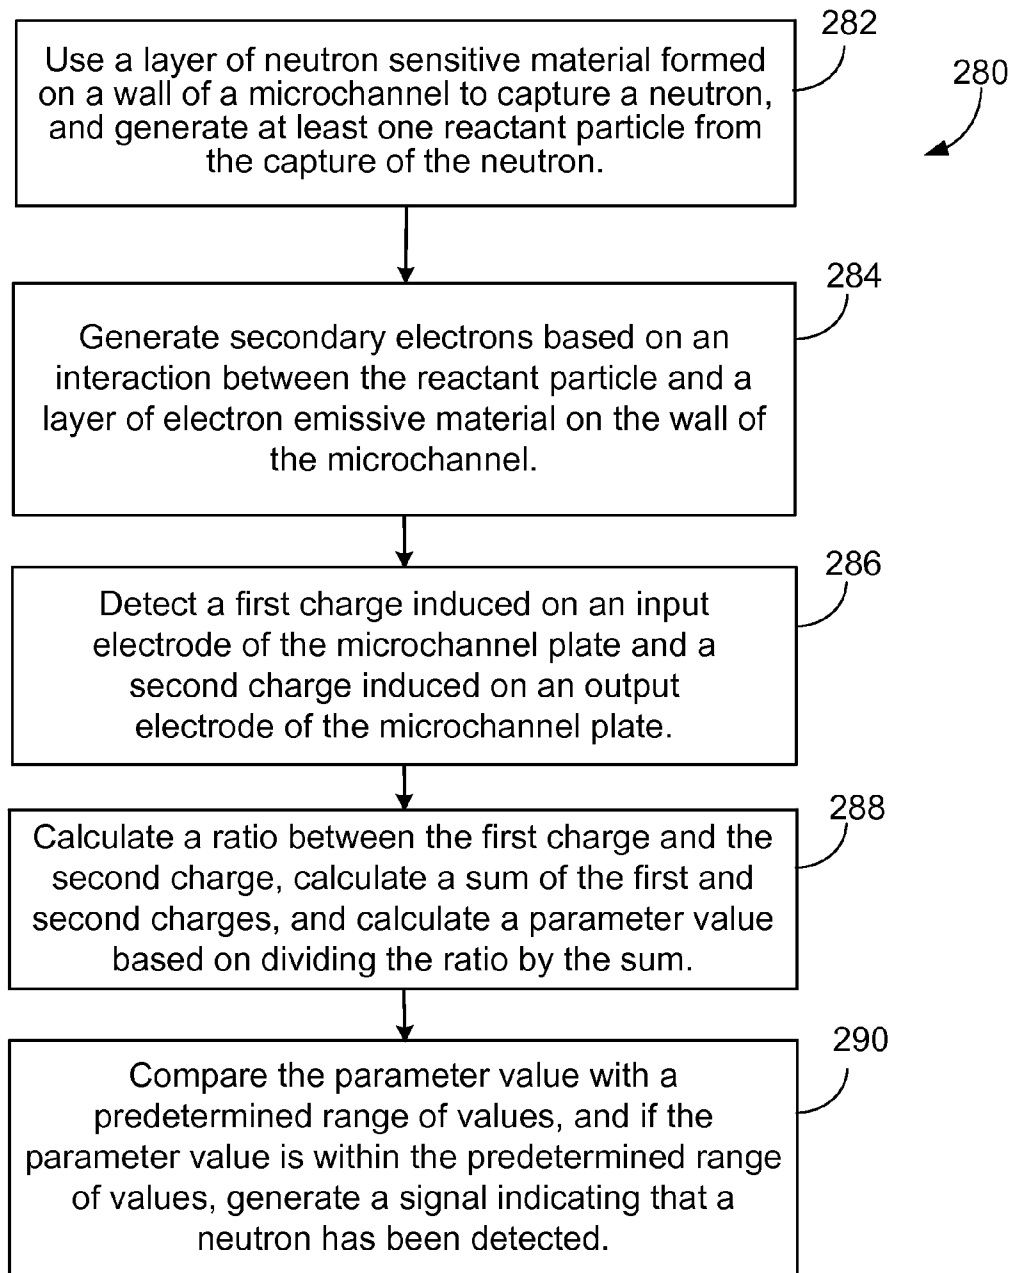 282
Use a layer of neutron sensitive material formed
on a wall of a microchannel to capture a neutron,
and generate at least one reactant particle from
the capture of the neutron.
280
284
Generate secondary electrons based on an
interaction between the reactant particle and a
layer of electron emissive material on the wall of
the microchannel.
286
Detect a first charge induced on an input
electrode of the microchannel plate and a
second charge induced on an output
electrode of the microchannel plate.
288
Calculate a ratio between the first charge and the
second charge, calculate a sum of the first and
second charges, and calculate a parameter value
based on dividing the ratio by the sum.
290
Compare the parameter value with a
predetermined range of values, and if the
parameter value is within the predetermined range
of values, generate a signal indicating that a
neutron has been detected.